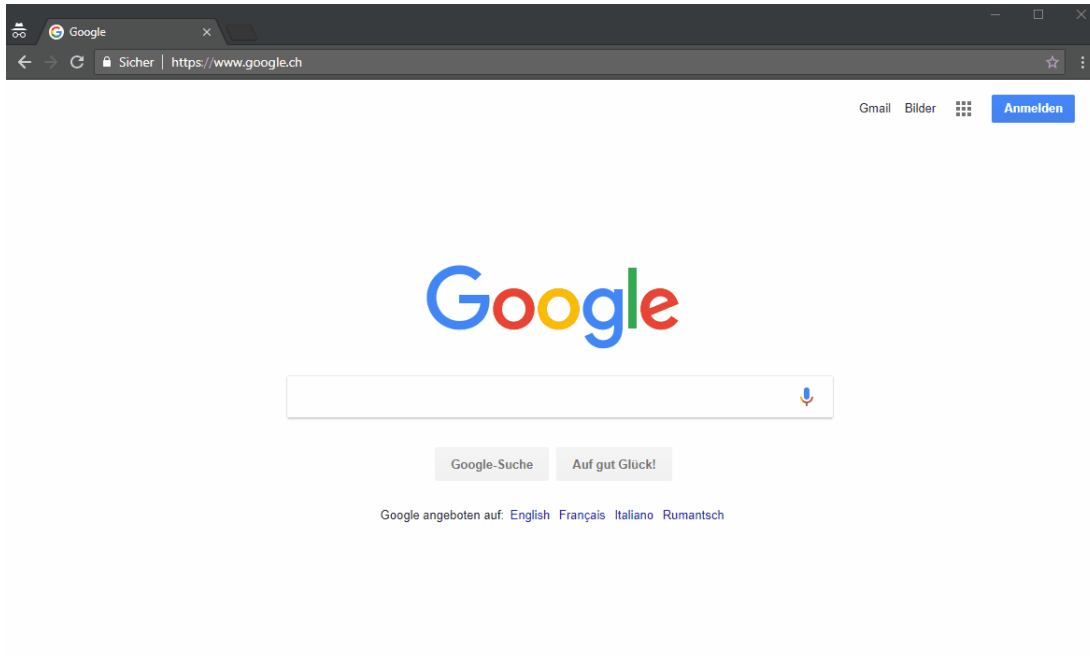 Google
Sicher | https://www.google.ch
Gmail Bilder Anmelden
Google
Google-Suche Auf gut Glück!
Google angeboten auf: English Français Italiano Rumantsch